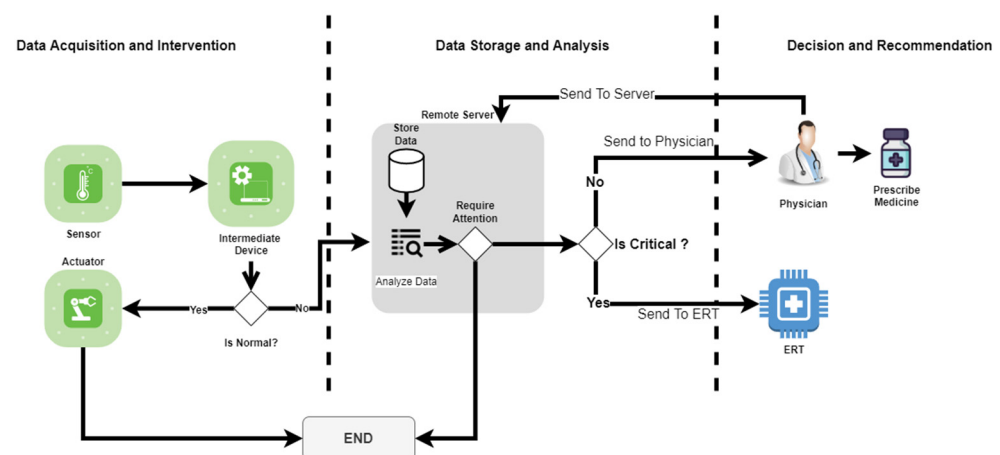 Data Acquisition and Intervention
Data Storage and Analysis
Decision and Recommendation
Send To Server
Remote Server
Store
Data
Send to Physician
No
Require
Attention
Is Critical ?
Physician
Prescribe
Medicine
Sensor
Intermediate
Device
Actuator
°C
Analyze Data
Yes
No
Yes
Send To ERT
Is Normal?
ERT
END